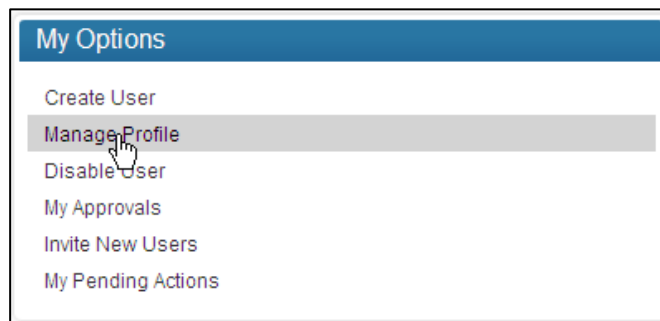 My Options
Create User
Manage Profile
Disable User
My Approvals
Invite New Users
My Pending Actions